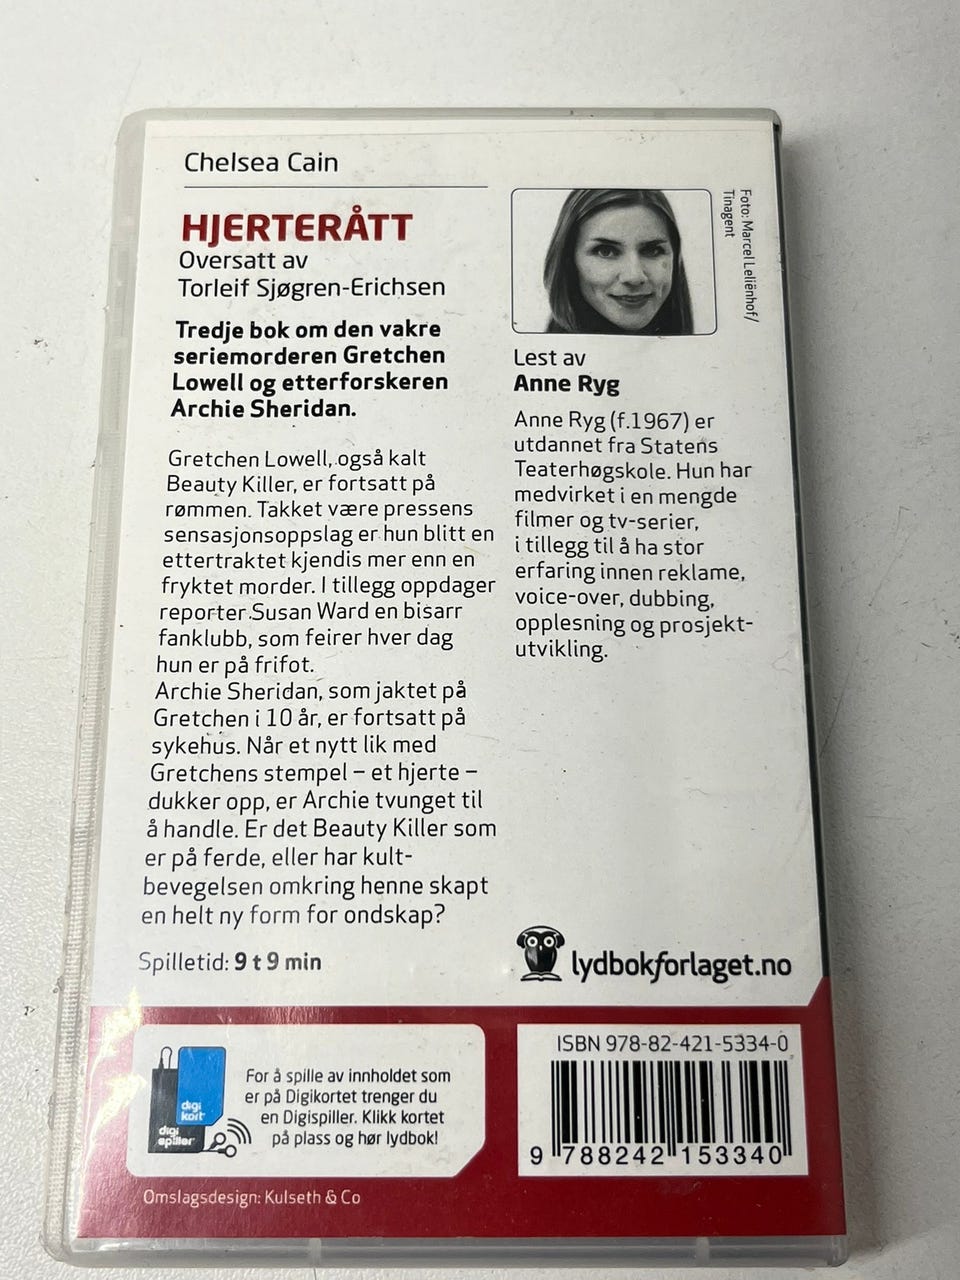 Chelsea Cain
HJERTERÅTT
Oversatt av
Torleif Sjøgren-Erichsen
Tredje bok om den vakre
seriemorderen Gretchen
Lowell og etterforskeren
Archie Sheridan.
Gretchen Lowell, også kalt
Beauty Killer, er fortsatt på
rømmen. Takket være pressens
sensasjonsoppslag er hun blitt en
ettertraktet kjendis mer enn en
fryktet morder. I tillegg oppdager
reporter Susan Ward en bisarr
fanklubb, som feirer hver dag
hun er på frifot.
Archie Sheridan, som jaktet på
Gretchen i 10 år, er fortsatt på
sykehus. Når et nytt lik med
Gretchens stempel – et hjerte –
dukker opp, er Archie tvunget til
å handle. Er det Beauty Killer som
er på ferde, eller har kult-
bevegelsen omkring henne skapt
en helt ny form for ondskap?
Spilletid: 9 t 9 min
Foto: Marcel Leliënhof/
Tinagent
Lest av
Anne Ryg
Anne Ryg (f.1967) er
utdannet fra Statens
Teaterhøgskole. Hun har
medvirket i en mengde
filmer og tv-serier,
i tillegg til å ha stor
erfaring innen reklame,
voice-over, dubbing,
opplesning og prosjekt-
utvikling.
lydbokforlaget.no
digi
kort
digi
spiller
For å spille av innholdet som
er på Digikortet trenger du
en Digispiller. Klikk kortet
på plass og hør lydbok!
ISBN 978-82-421-5334-0
9 788242 153340
Omslagsdesign: Kulseth & Co